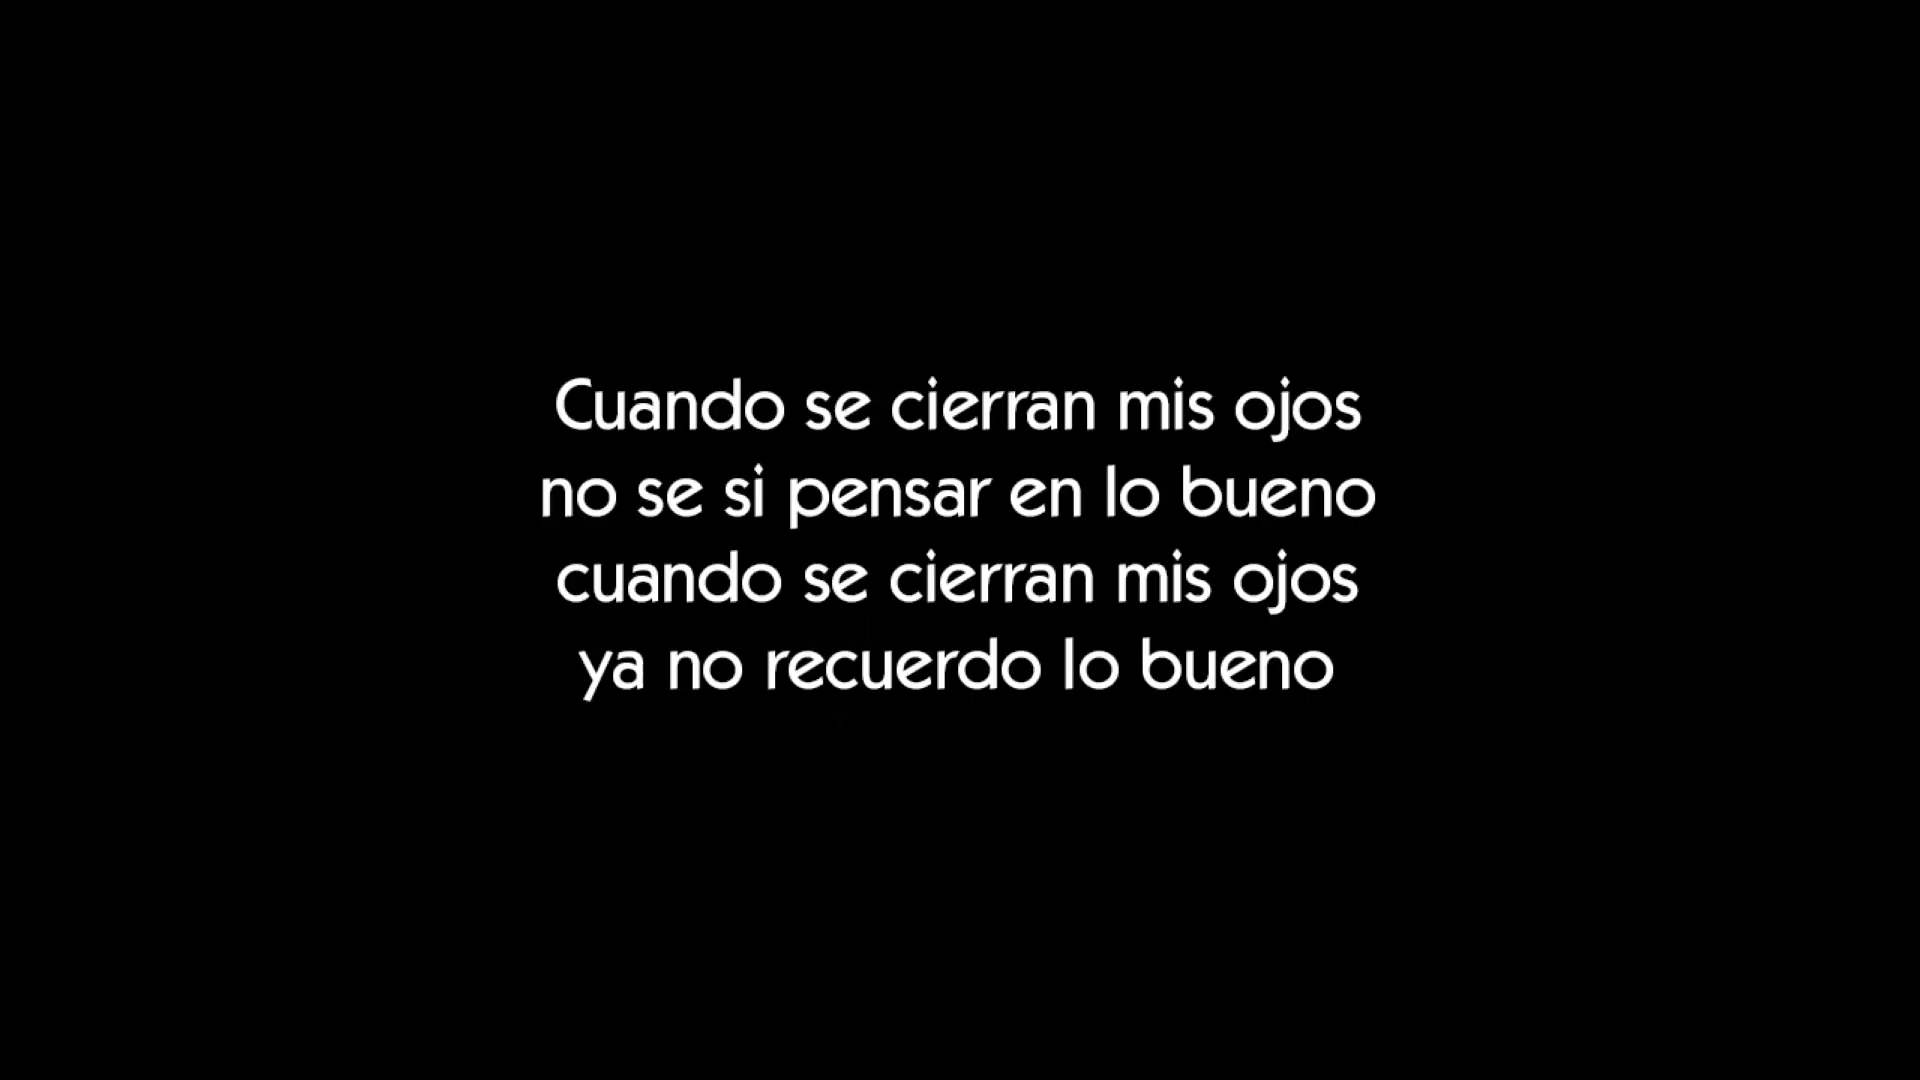 Cuando se cierran mis ojos
no se si pensar en lo bueno
cuando se cierran mis ojos
ya no recuerdo lo bueno